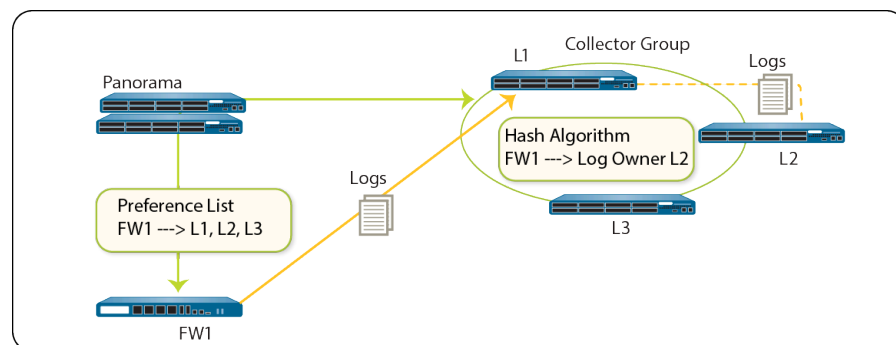 Collector Group
L1
Logs
Panorama
Hash Algorithm
FW1 ---> Log Owner L2
L2
Logs
Preference List
FW1 ---> L1, L2, L3
L3
FW1